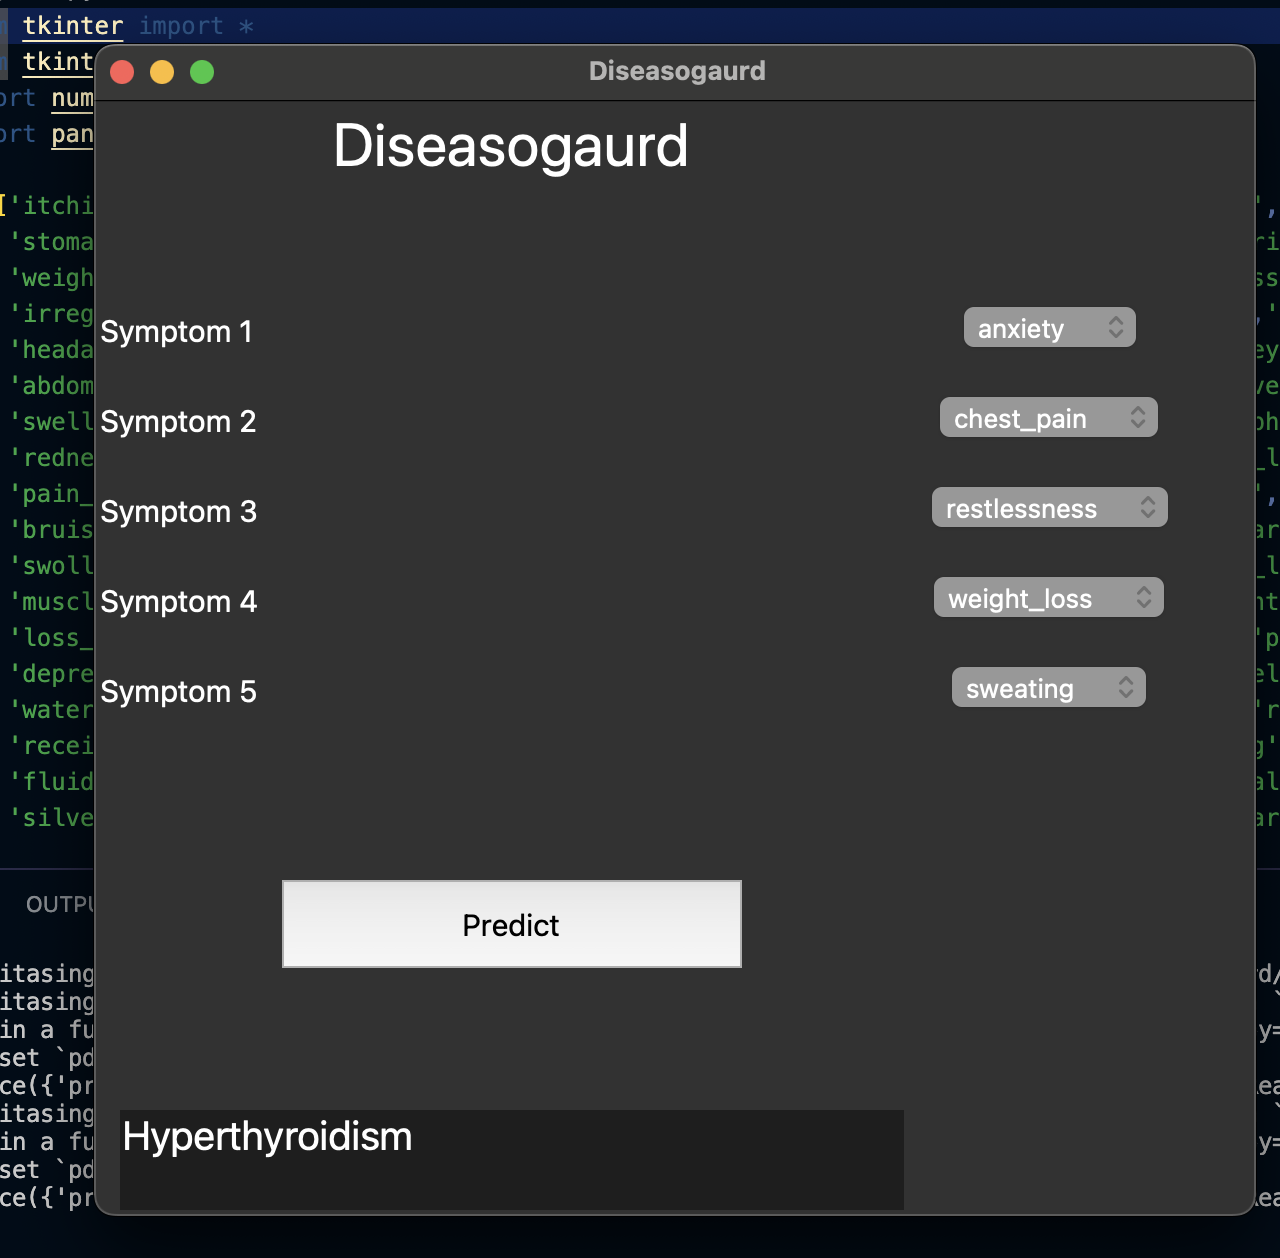 tkinter import *
tkint
ort num
ort pan
Diseasogaurd
Diseasogaurd
['itchi
'stoma
'weigh
'irreg
'heada
'abdom
'swell
'redne
'pain_
'bruis
'swoll
'muscl
'loss_
'depre
'water
'recei
'fluid
'silve
Symptom 1
anxiety
Symptom 2
chest_pain
Symptom 3
restlessness
Symptom 4
weight_loss
Symptom 5
sweating
Predict
OUTPU
itasing
itasing
in a fu
set `pd
ce({'pr
itasing
in a fu
set `pd
ce({'pr
Hyperthyroidism